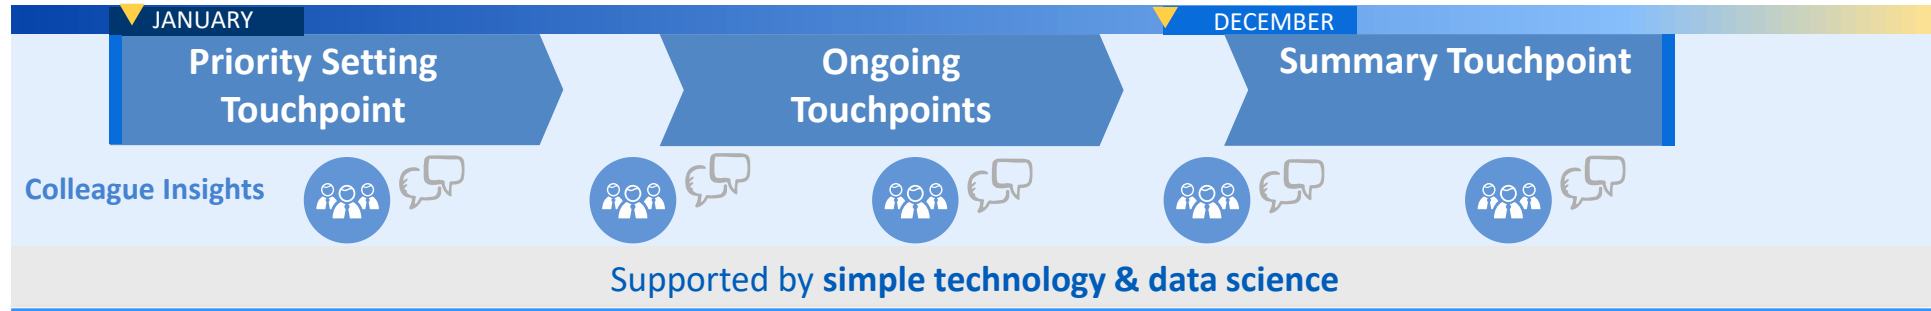 JANUARY
DECEMBER
Priority Setting
Touchpoint
Ongoing
Touchpoints
Summary Touchpoint
Colleague Insights
Supported by simple technology & data science